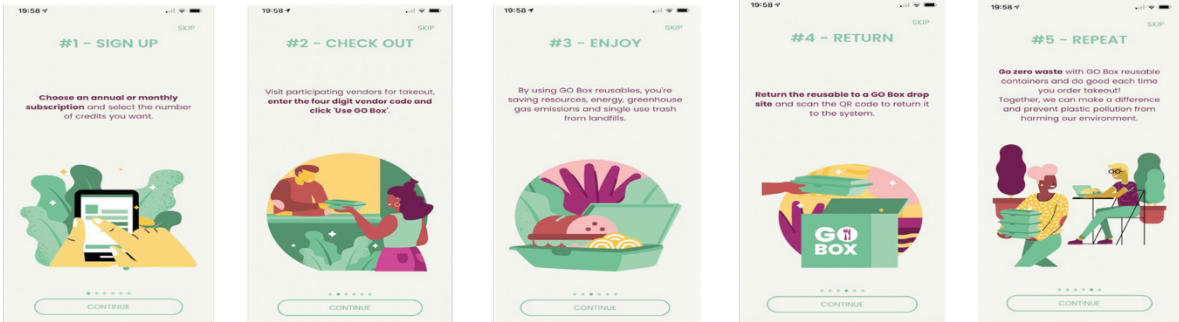 19:58
SKIP
#1 - SIGN UP
Choose an annual or monthly
subscription and select the number
of credits you want.
CONTINUE
19:58
SKIP
#2 - CHECK OUT
Visit participating vendors for takeout,
enter the four digit vendor code and
click 'Use GO Box'.
CONTINUE
19:58
SKIP
#3 - ENJOY
By using GO Box reusables, you're
saving resources, energy, greenhouse
gas emissions and single use trash
from landfills.
CONTINUE
19:58
SKIP
#4 - RETURN
Return the reusable to a GO Box drop
site and scan the QR code to return it
to the system.
GO
BOX
CONTINUE
19:58
SKIP
#5 - REPEAT
Go zero waste with GO Box reusable
containers and do good each time
you order takeout!
Together, we can make a difference
and prevent plastic pollution from
harming our environment.
CONTINUE